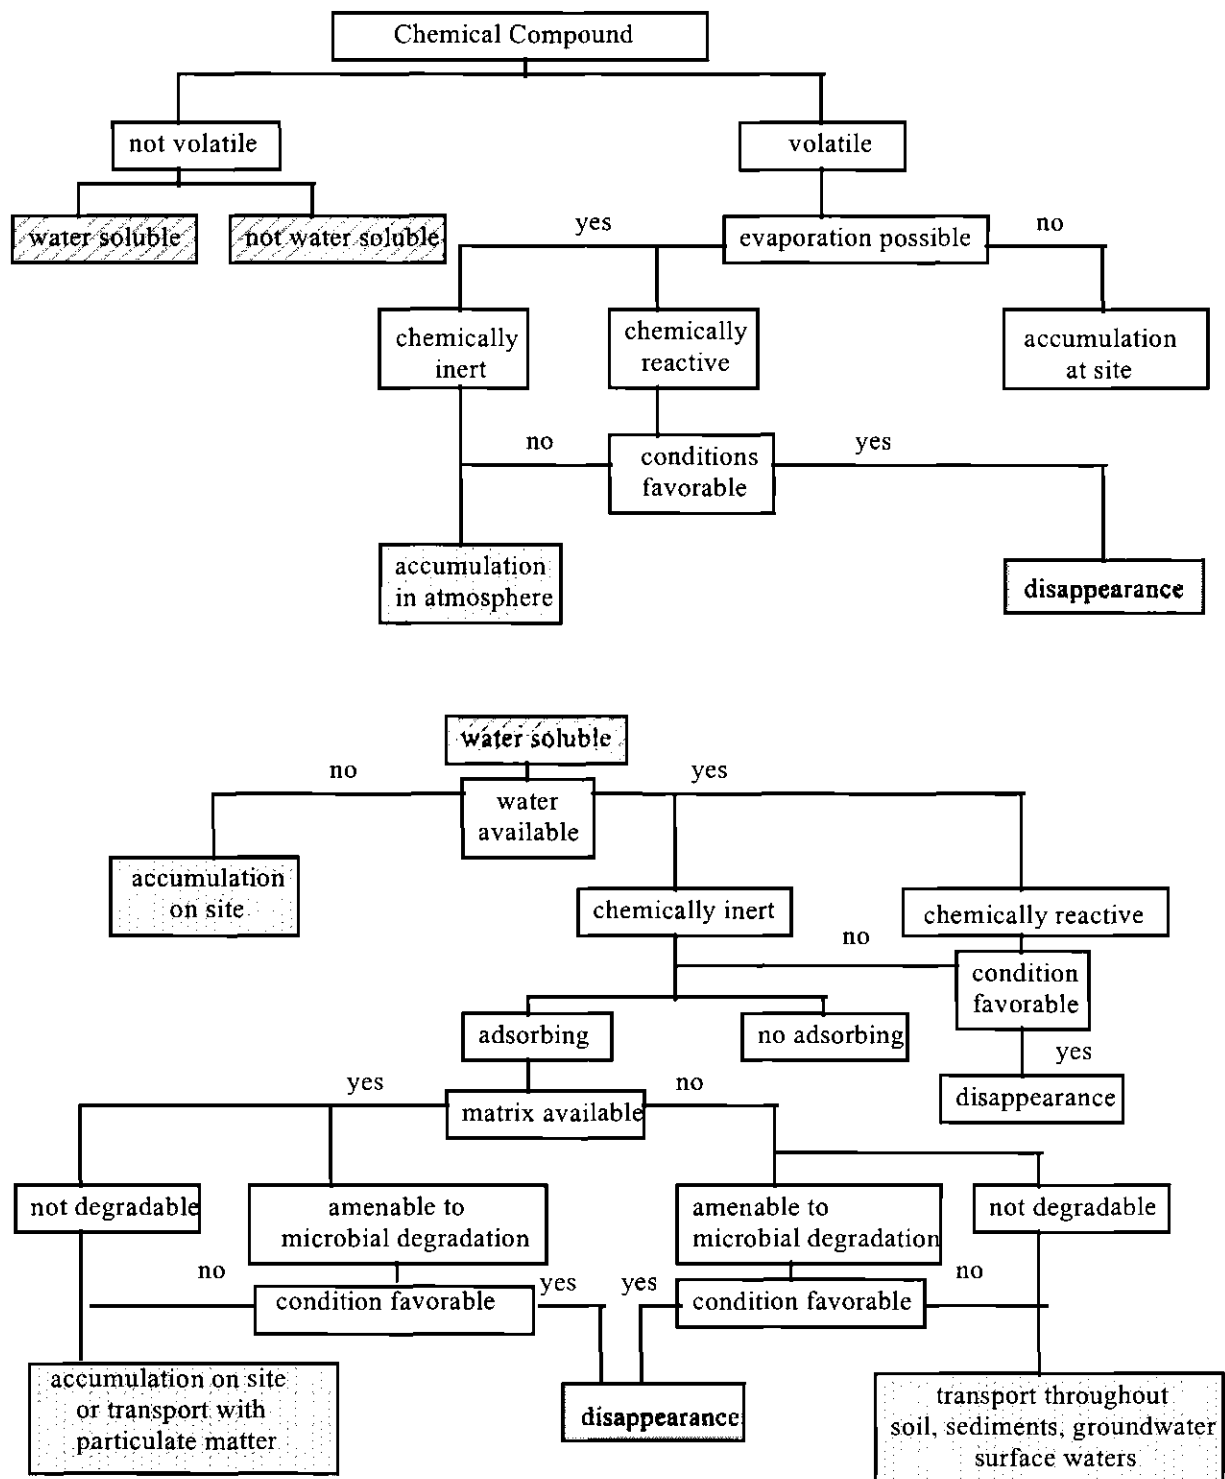 Chemical Compound
not volatile
volatile
water soluble
not water soluble
yes
evaporation possible
no
chemically
inert
chemically
reactive
accumulation
at site
no
conditions
favorable
yes
accumulation
in atmosphere
disappearance
water soluble
no
water
available
yes
accumulation
on site
chemically inert
chemically reactive
no
condition
favorable
adsorbing
no adsorbing
yes
disappearance
yes
matrix available
no
not degradable
amenable to
microbial degradation
amenable to
microbial degradation
not degradable
no
condition favorable
yes
yes
condition favorable
no
accumulation on site
or transport with
particulate matter
disappearance
transport throughout
soil, sediments, groundwater
surface waters